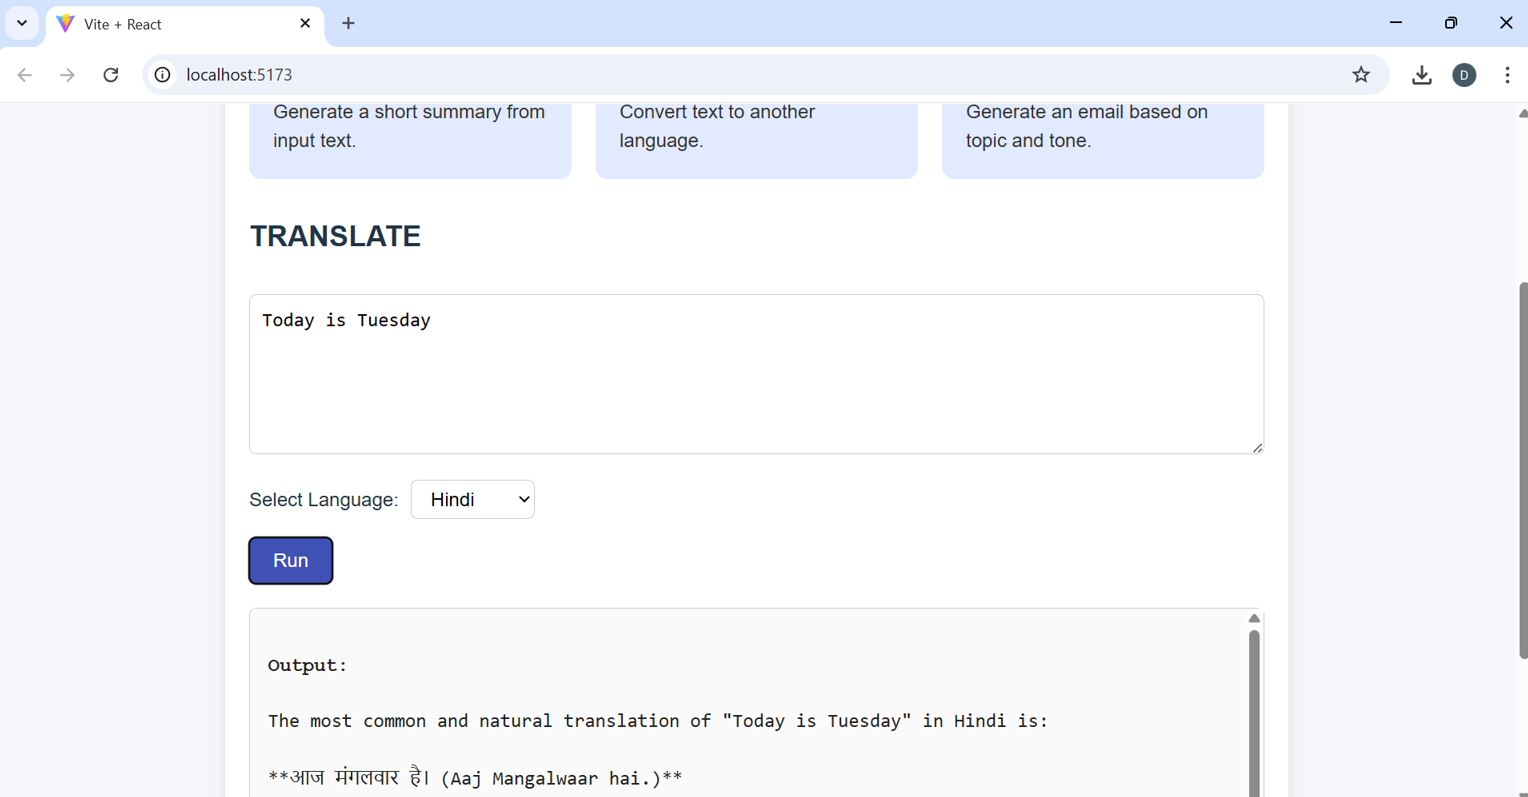 Vite + React
localhost:5173
D
Generate a short summary from
input text.
Convert text to another
language.
Generate an email based on
topic and tone.
TRANSLATE
Today is Tuesday
Select Language: Hindi
Run
Output:
The most common and natural translation of "Today is Tuesday" in Hindi is:
**आज मंगलवार है। (Aaj Mangalwaar hai.)**